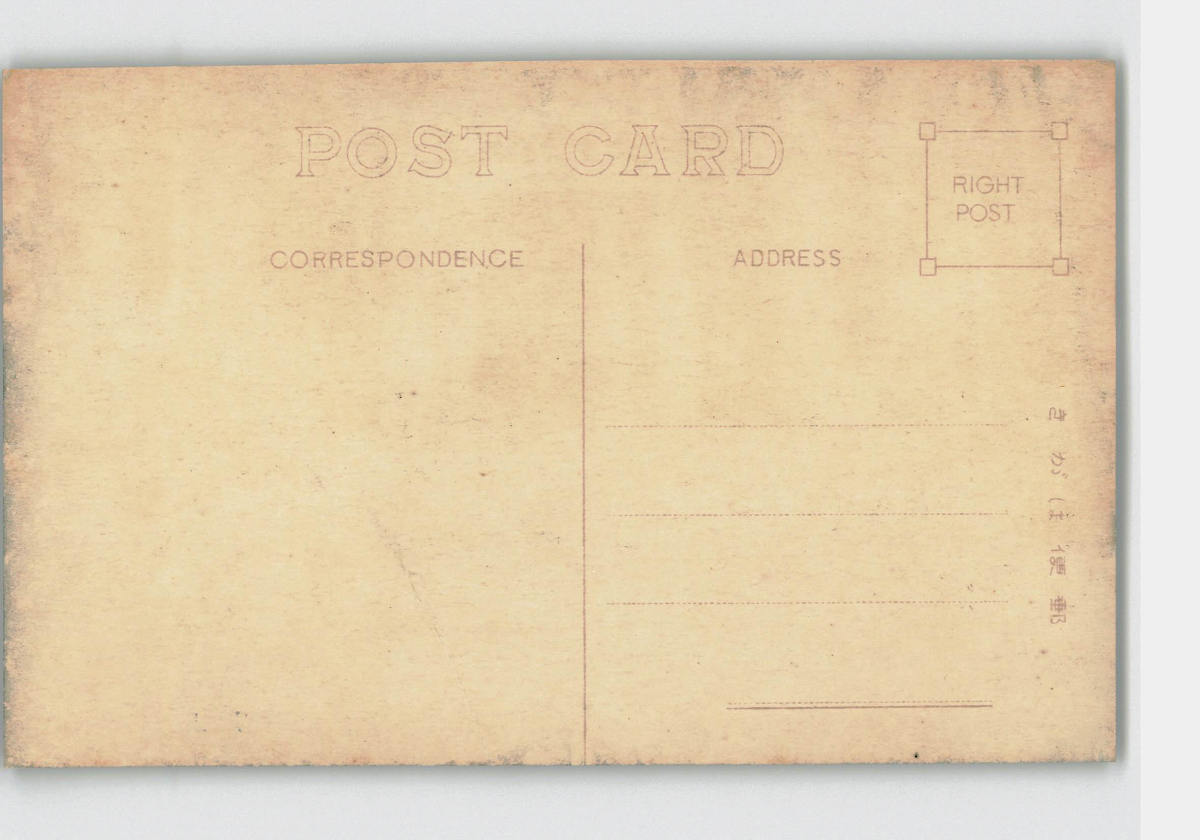 POST CARD
RIGHT
POST
CORRESPONDENCE
ADDRESS
郵便はがき